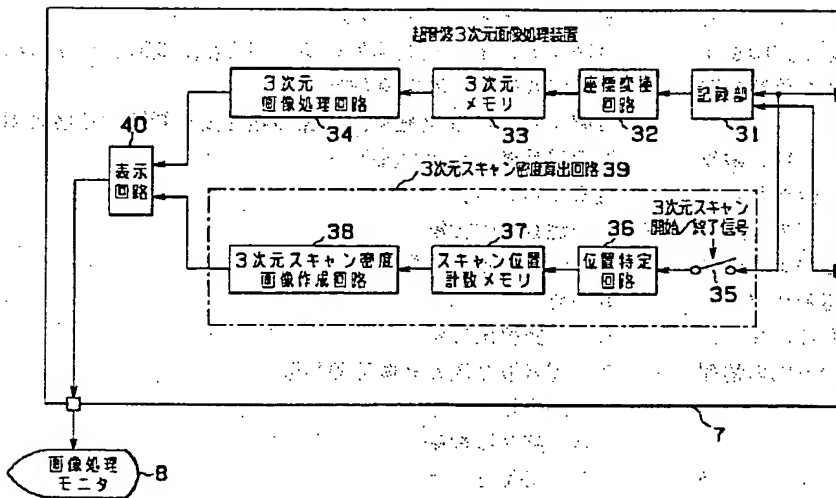 超音波3次元画像処理装置
3次元
画像処理回路
34
3次元
メモリ
33
座標変換
回路
32
記録部
31
40
表示
回路
3次元スキャン密度算出回路 39
38
3次元スキャン密度
画像作成回路
37
スキャン位置
計数メモリ
36
位置特定
回路
3次元スキャン
開始/終了信号
35
7
画像処理
モニタ
8